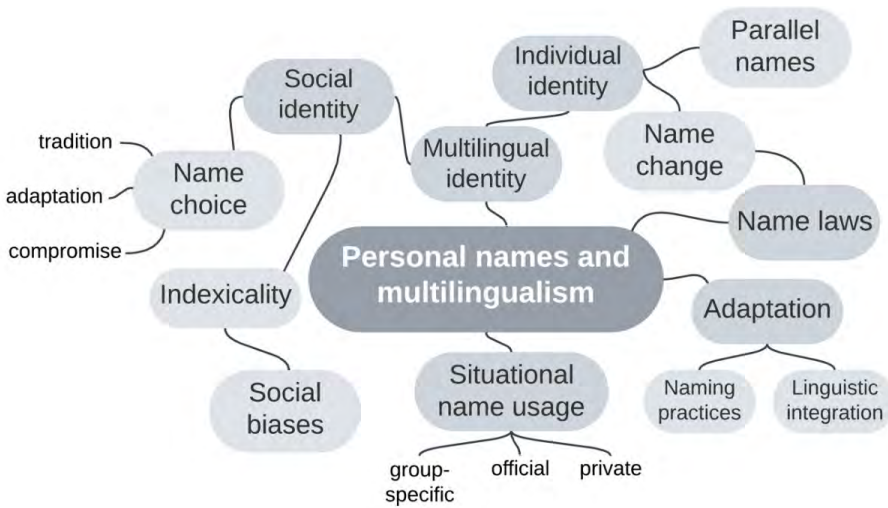 Parallel
names
Individual
identity
Social
identity
tradition
adaptation
compromise
Name
choice
Multilingual
identity
Name
change
Name laws
Personal names and
multilingualism
Indexicality
Adaptation
Social
biases
Situational
name usage
Naming
practices
Linguistic
integration
group-
specific
official
private